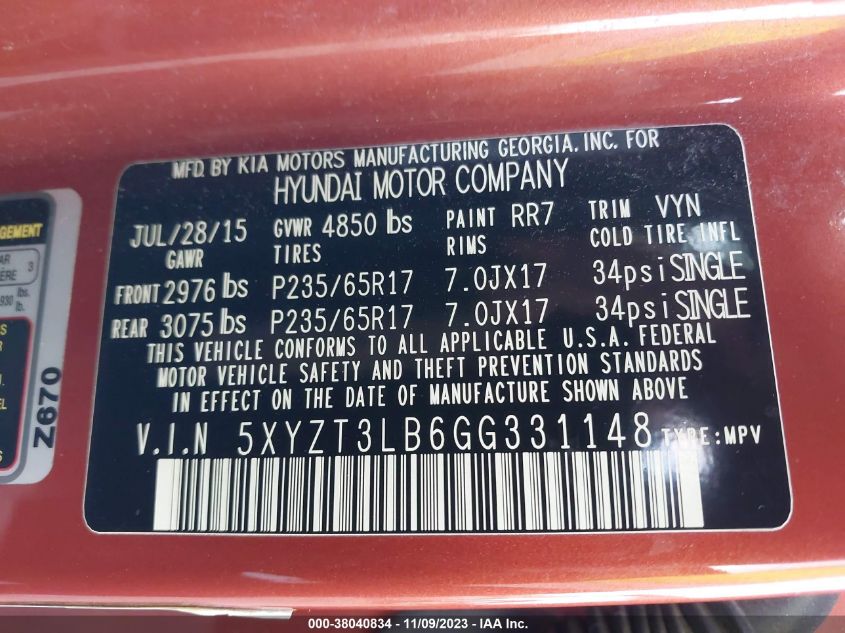 MFD. BY KIA MOTORS MANUFACTURING GEORGIA, INC. FOR
HYUNDAI MOTOR COMPANY
JUL/28/15 GVWR 4850 lbs PAINT RR7 TRIM VYN
GAWR TIRES RIMS COLD TIRE INFL
FRONT 2976 lbs P235/65R17 7.0JX17 34psi SINGLE
REAR 3075 lbs P235/65R17 7.0JX17 34psi SINGLE
THIS VEHICLE CONFORMS TO ALL APPLICABLE U.S.A. FEDERAL
MOTOR VEHICLE SAFETY AND THEFT PREVENTION STANDARDS
IN EFFECT ON THE DATE OF MANUFACTURE SHOWN ABOVE
V.I.N 5XYZT3LB6GG331148 TYPE:MPV
3
930 lbs.
lb.
Z670
000-38040834 - 11/09/2023 - IAA Inc.